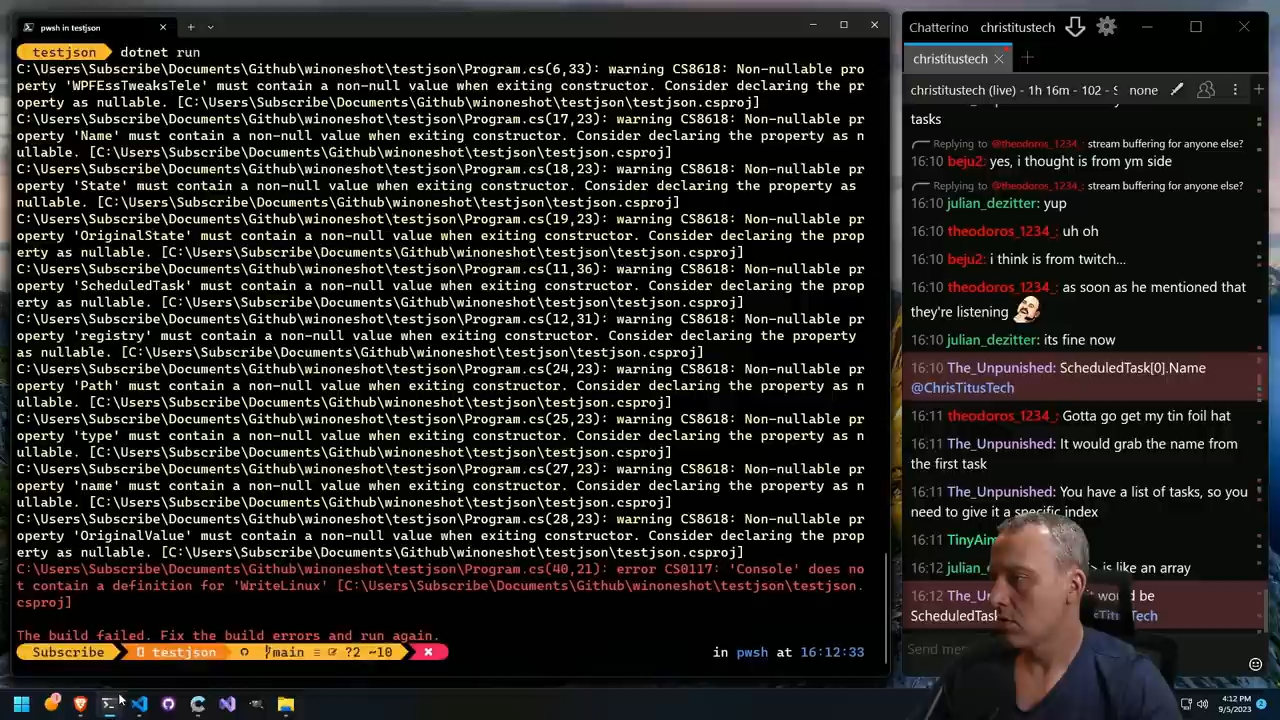 pwsh in testjson
testjson dotnet run
C:\Users\Subscribe\Documents\Github\winoneshot\testjson\Program.cs(6,33): warning CS8618: Non-nullable pro
perty 'WPFEssTweaksTele' must contain a non-null value when exiting constructor. Consider declaring the pr
operty as nullable. [C:\Users\Subscribe\Documents\Github\winoneshot\testjson\testjson.csproj]
C:\Users\Subscribe\Documents\Github\winoneshot\testjson\Program.cs(17,23): warning CS8618: Non-nullable pr
operty 'Name' must contain a non-null value when exiting constructor. Consider declaring the property as n
ullable. [C:\Users\Subscribe\Documents\Github\winoneshot\testjson\testjson.csproj]
C:\Users\Subscribe\Documents\Github\winoneshot\testjson\Program.cs(18,23): warning CS8618: Non-nullable pr
operty 'State' must contain a non-null value when exiting constructor. Consider declaring the property as
nullable. [C:\Users\Subscribe\Documents\Github\winoneshot\testjson\testjson.csproj]
C:\Users\Subscribe\Documents\Github\winoneshot\testjson\Program.cs(19,23): warning CS8618: Non-nullable pr
operty 'OriginalState' must contain a non-null value when exiting constructor. Consider declaring the prop
erty as nullable. [C:\Users\Subscribe\Documents\Github\winoneshot\testjson\testjson.csproj]
C:\Users\Subscribe\Documents\Github\winoneshot\testjson\Program.cs(11,36): warning CS8618: Non-nullable pr
operty 'ScheduledTask' must contain a non-null value when exiting constructor. Consider declaring the prop
erty as nullable. [C:\Users\Subscribe\Documents\Github\winoneshot\testjson\testjson.csproj]
C:\Users\Subscribe\Documents\Github\winoneshot\testjson\Program.cs(12,31): warning CS8618: Non-nullable pr
operty 'registry' must contain a non-null value when exiting constructor. Consider declaring the property
as nullable. [C:\Users\Subscribe\Documents\Github\winoneshot\testjson\testjson.csproj]
C:\Users\Subscribe\Documents\Github\winoneshot\testjson\Program.cs(24,23): warning CS8618: Non-nullable pr
operty 'Path' must contain a non-null value when exiting constructor. Consider declaring the property as n
ullable. [C:\Users\Subscribe\Documents\Github\winoneshot\testjson\testjson.csproj]
C:\Users\Subscribe\Documents\Github\winoneshot\testjson\Program.cs(25,23): warning CS8618: Non-nullable pr
operty 'type' must contain a non-null value when exiting constructor. Consider declaring the property as n
ullable. [C:\Users\Subscribe\Documents\Github\winoneshot\testjson\testjson.csproj]
C:\Users\Subscribe\Documents\Github\winoneshot\testjson\Program.cs(27,23): warning CS8618: Non-nullable pr
operty 'name' must contain a non-null value when exiting constructor. Consider declaring the property as n
ullable. [C:\Users\Subscribe\Documents\Github\winoneshot\testjson\testjson.csproj]
C:\Users\Subscribe\Documents\Github\winoneshot\testjson\Program.cs(28,23): warning CS8618: Non-nullable pr
operty 'OriginalValue' must contain a non-null value when exiting constructor. Consider declaring the prop
erty as nullable. [C:\Users\Subscribe\Documents\Github\winoneshot\testjson\testjson.csproj]
C:\Users\Subscribe\Documents\Github\winoneshot\testjson\Program.cs(40,21): error CS0117: 'Console' does no
t contain a definition for 'WriteLinux' [C:\Users\Subscribe\Documents\Github\winoneshot\testjson\testjson.
csproj]
The build failed. Fix the build errors and run again.
Subscribe testjson main ≡ ?2 ~10 in pwsh at 16:12:33
Chatterino christitustech
christitustech
christitustech (live) - 1h 16m - 102 - none
tasks
Replying to @theodoros_1234_: stream buffering for anyone else?
16:10 beju2: yes, i thought is from ym side
Replying to @theodoros_1234_: stream buffering for anyone else?
16:10 julian_dezitter: yup
16:10 theodoros_1234_: uh oh
16:10 beju2: i think is from twitch...
16:10 theodoros_1234_: as soon as he mentioned that
they're listening
16:10 julian_dezitter: its fine now
16:10 The_Unpunished: ScheduledTask[0].Name
@ChrisTitusTech
16:11 theodoros_1234_: Gotta go get my tin foil hat
16:11 The_Unpunished: It would grab the name from
the first task
16:11 The_Unpunished: You have a list of tasks, so you
need to give it a specific index
16:11
16:12 is like an array
16:12 be
4:12 PM
9/5/2023